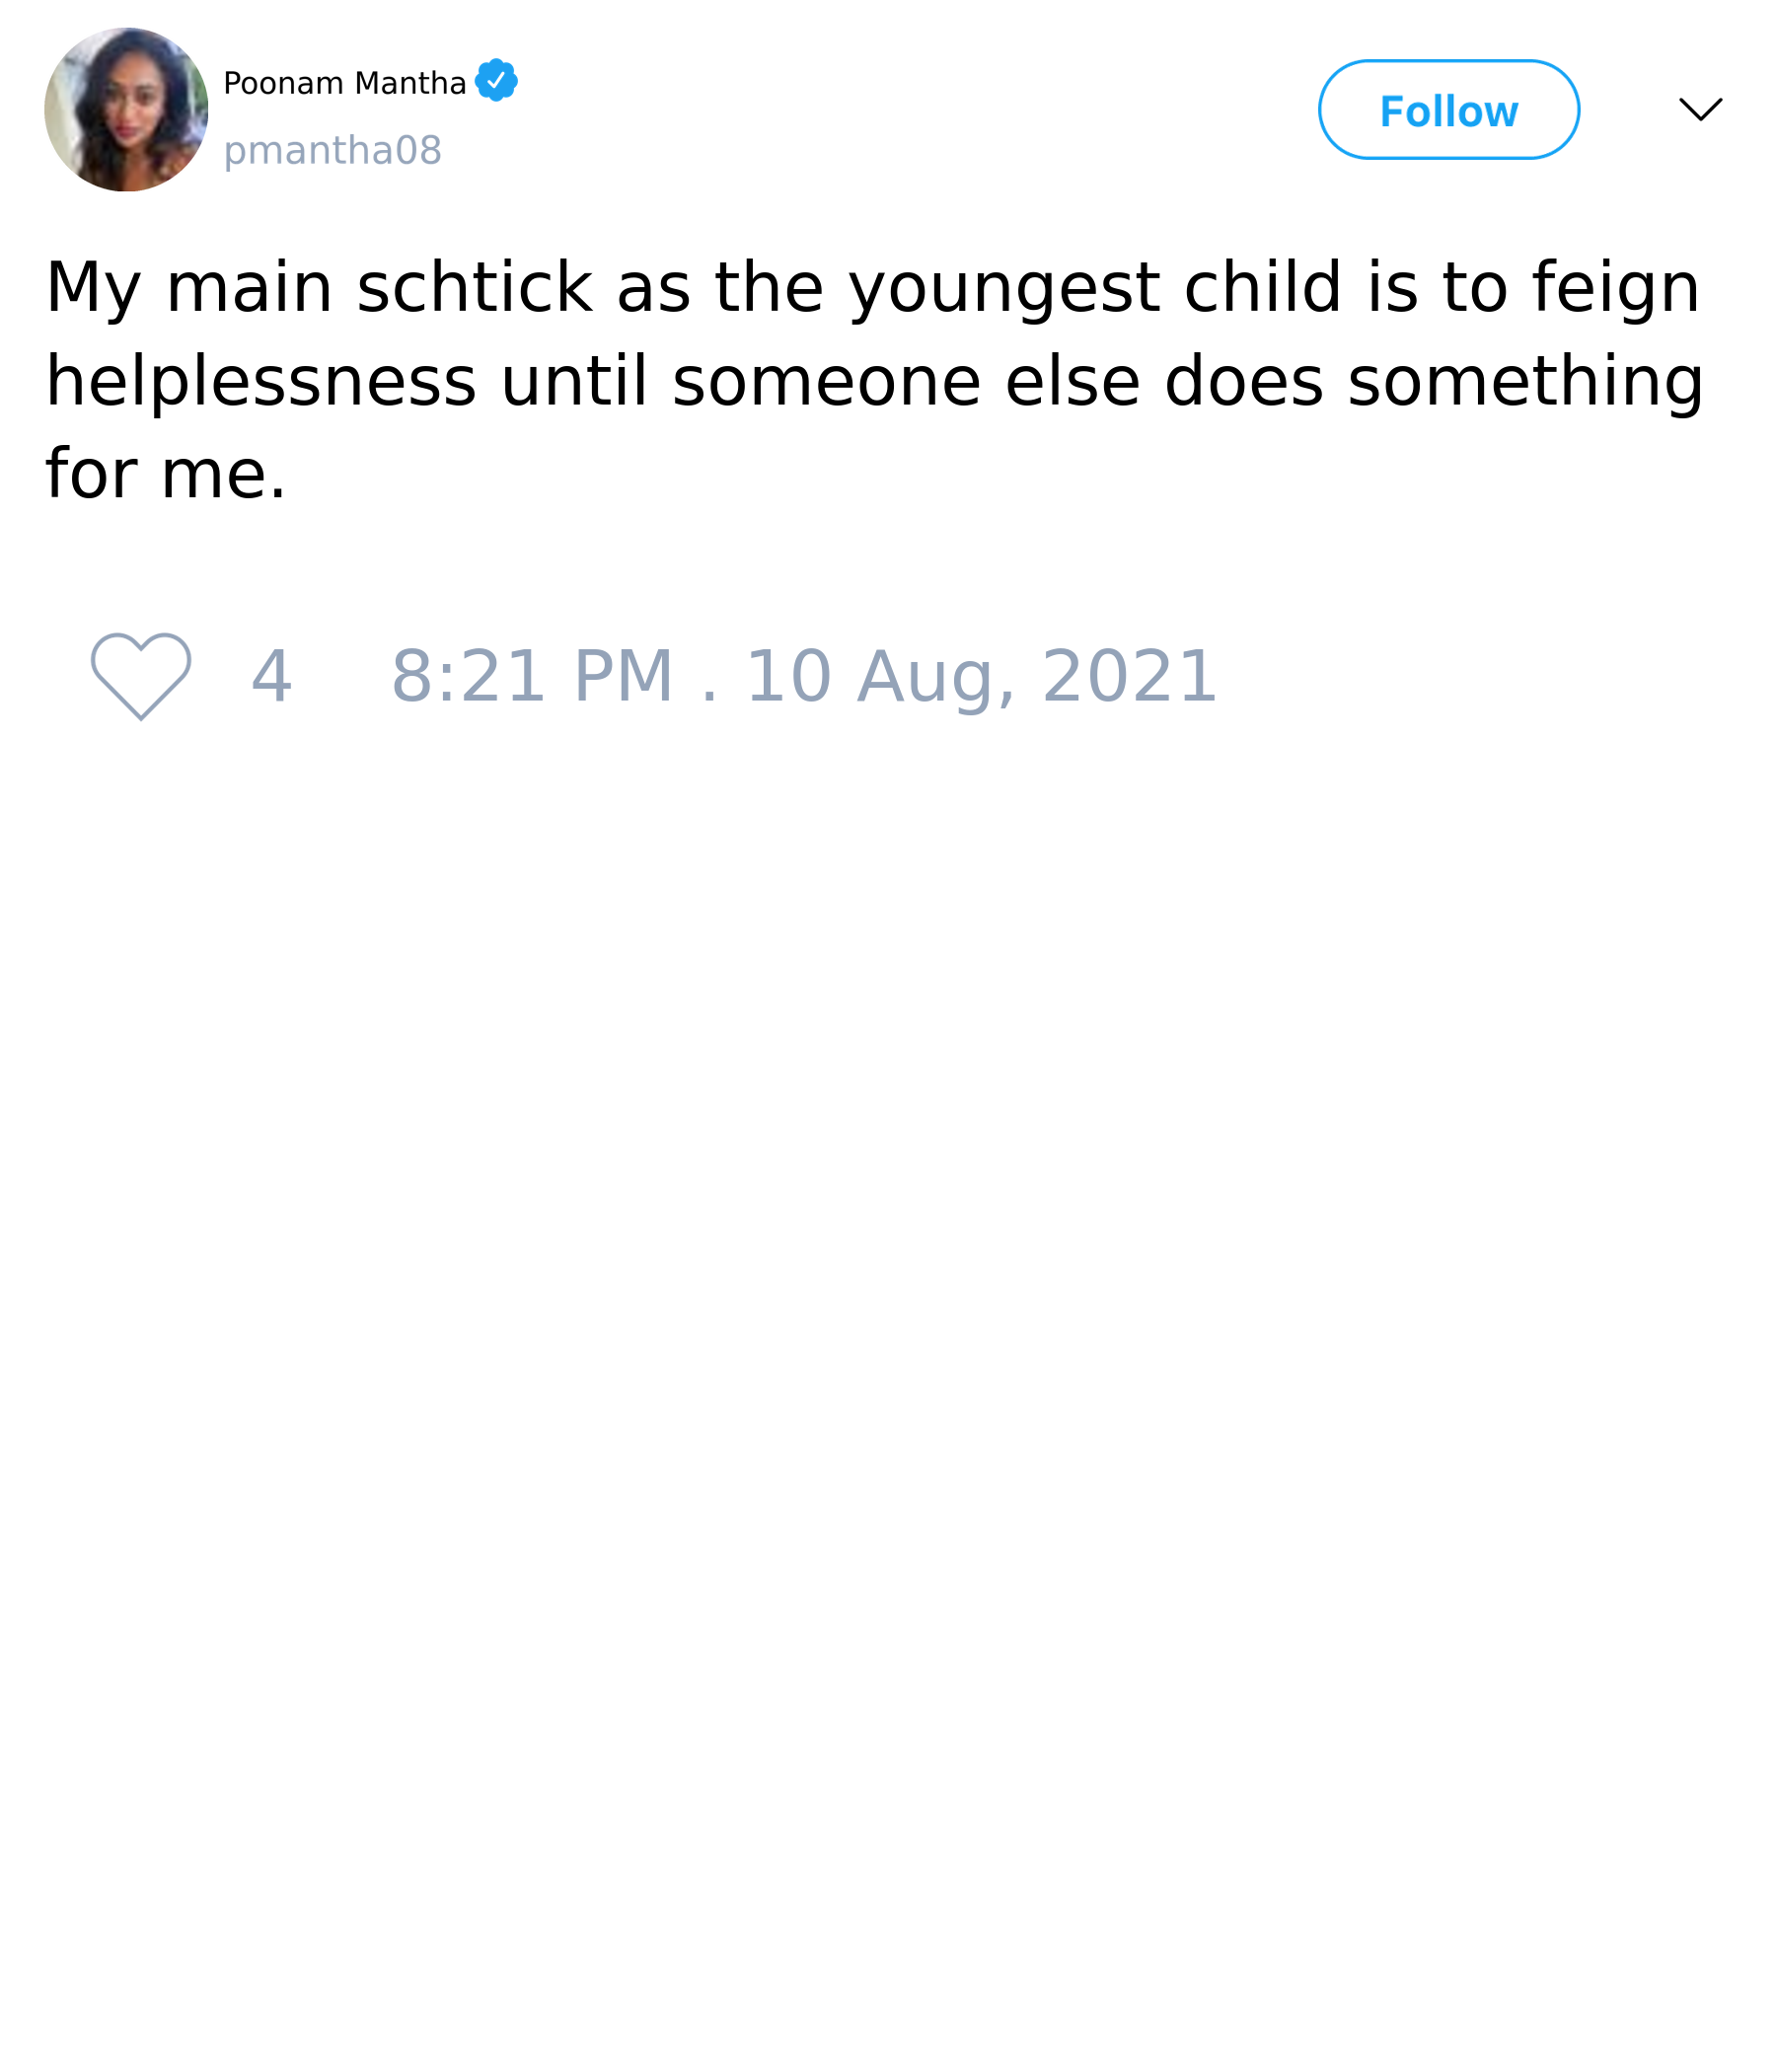 Poonam Mantha
pmantha08
Follow
My main schtick as the youngest child is to feign
helplessness until someone else does something
for me.
4 8:21 PM . 10 Aug, 2021